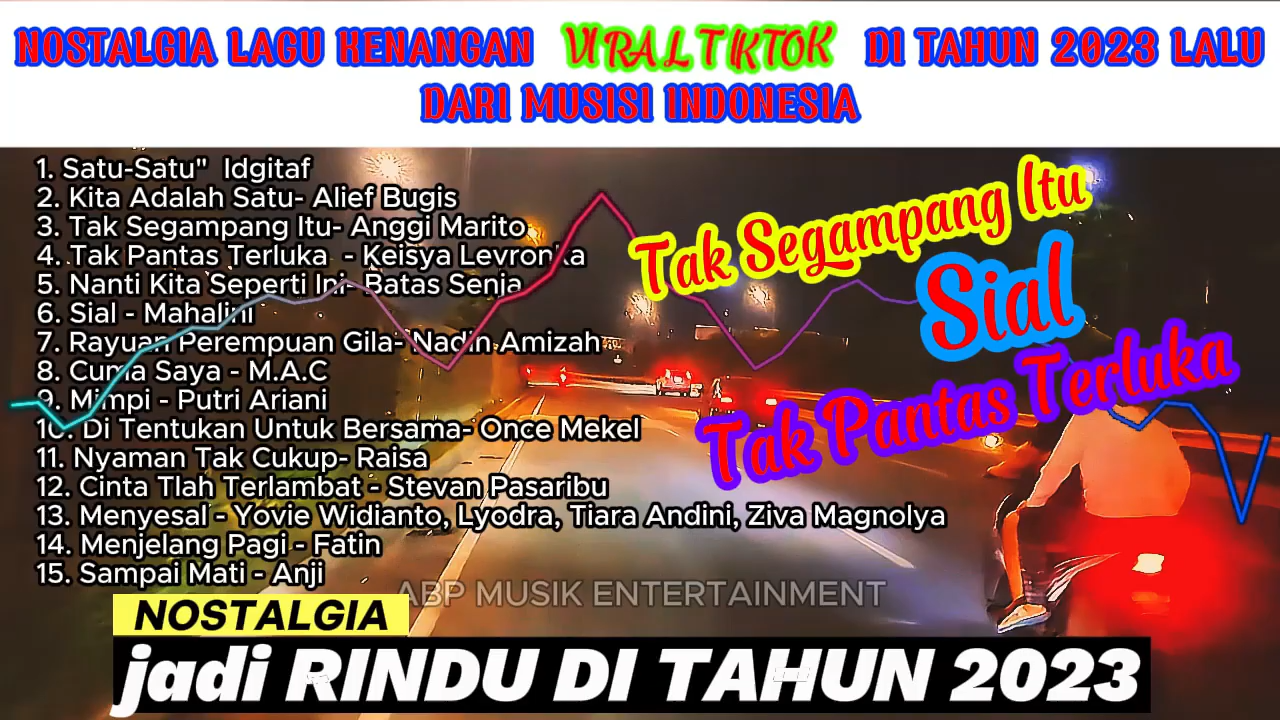 NOSTALGIA LAGU KENANGAN VIRAL TIKTOK DI TAHUN 2023 LALU
DARI MUSISI INDONESIA
1. Satu-Satu" Idgitaf
2. Kita Adalah Satu- Alief Bugis
3. Tak Segampang Itu- Anggi Marito
4. Tak Pantas Terluka - Keisya Levronka
5. Nanti Kita Seperti Ini- Batas Senja
6. Sial - Mahalini
7. Rayuan Perempuan Gila- Nadin Amizah
8. Cuma Saya - M.A.C
9. Mimpi - Putri Ariani
10. Di Tentukan Untuk Bersama- Once Mekel
11. Nyaman Tak Cukup- Raisa
12. Cinta Tlah Terlambat - Stevan Pasaribu
13. Menyesal - Yovie Widianto, Lyodra, Tiara Andini, Ziva Magnolya
14. Menjelang Pagi - Fatin
15. Sampai Mati - Anji
Tak Segampang Itu
Sial
Tak Pantas Terluka
ABP MUSIK ENTERTAINMENT
NOSTALGIA
jadi RINDU DI TAHUN 2023